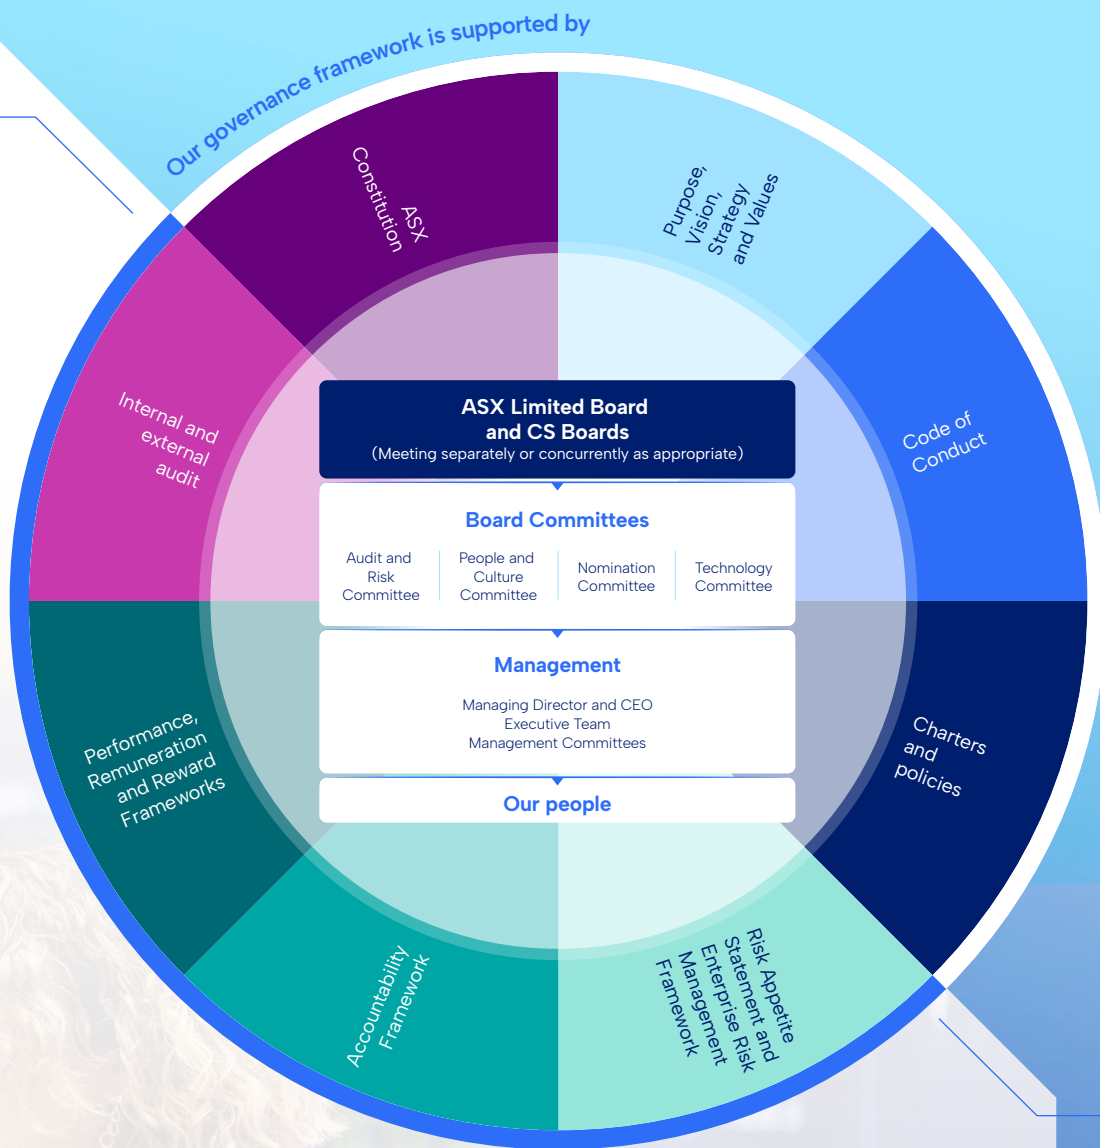 Our governance framework is supported by
ASX
Constitution
Purpose,
Vision,
Strategy
and Values
Code of
Conduct
Charters
and
policies
Risk Appetite
Statement and
Enterprise Risk
Management
Framework
Accountability
Framework
Performance,
Remuneration
and Reward
Frameworks
Internal and
external
audit
ASX Limited Board
and CS Boards
(Meeting separately or concurrently as appropriate)
Board Committees
Audit and
Risk
Committee
People and
Culture
Committee
Nomination
Committee
Technology
Committee
Management
Managing Director and CEO
Executive Team
Management Committees
Our people